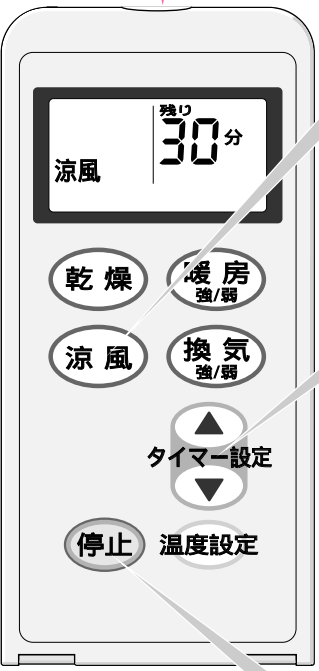 残り
30分
涼風
乾燥
暖房
強/弱
涼風
換気
強/弱
▲
タイマー設定
▼
停止
温度設定